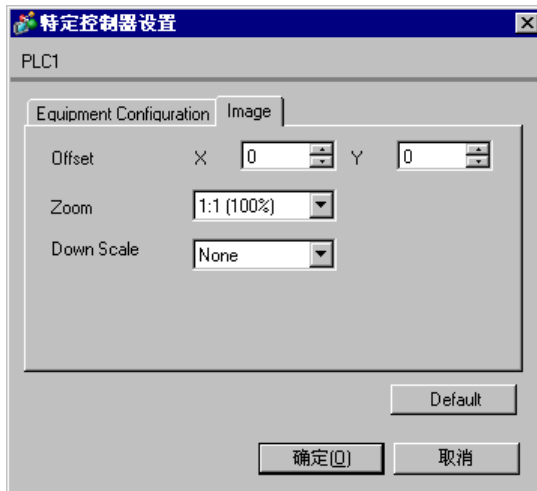 特定控制器设置
PLC1
Equipment Configuration Image
Offset X 0 Y 0
Zoom 1:1 (100%)
Down Scale None
Default
确定(O) 取消